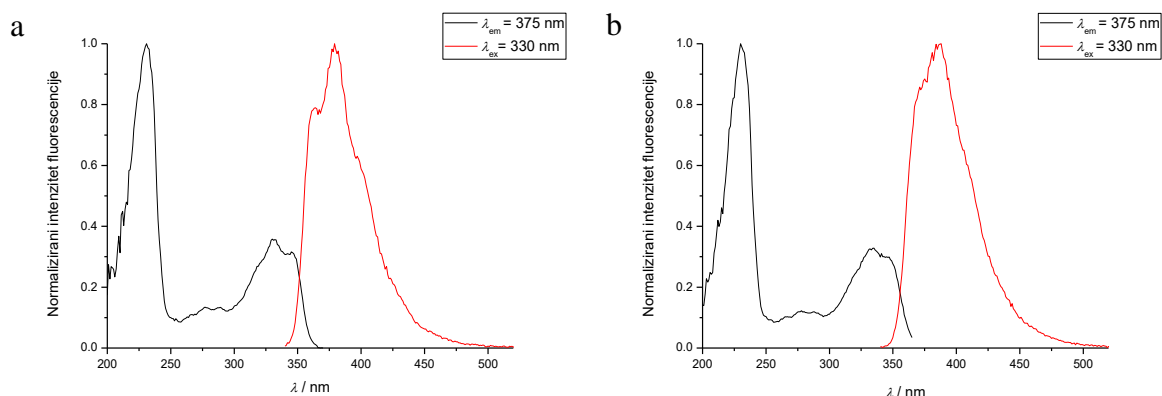 a
λem = 375 nm
λex = 330 nm
Normalizirani intenzitet fluorescencije
1.0
0.8
0.6
0.4
0.2
0.0
200 250 300 350 400 450 500
λ / nm
b
λem = 375 nm
λex = 330 nm
Normalizirani intenzitet fluorescencije
1.0
0.8
0.6
0.4
0.2
0.0
200 250 300 350 400 450 500
λ / nm